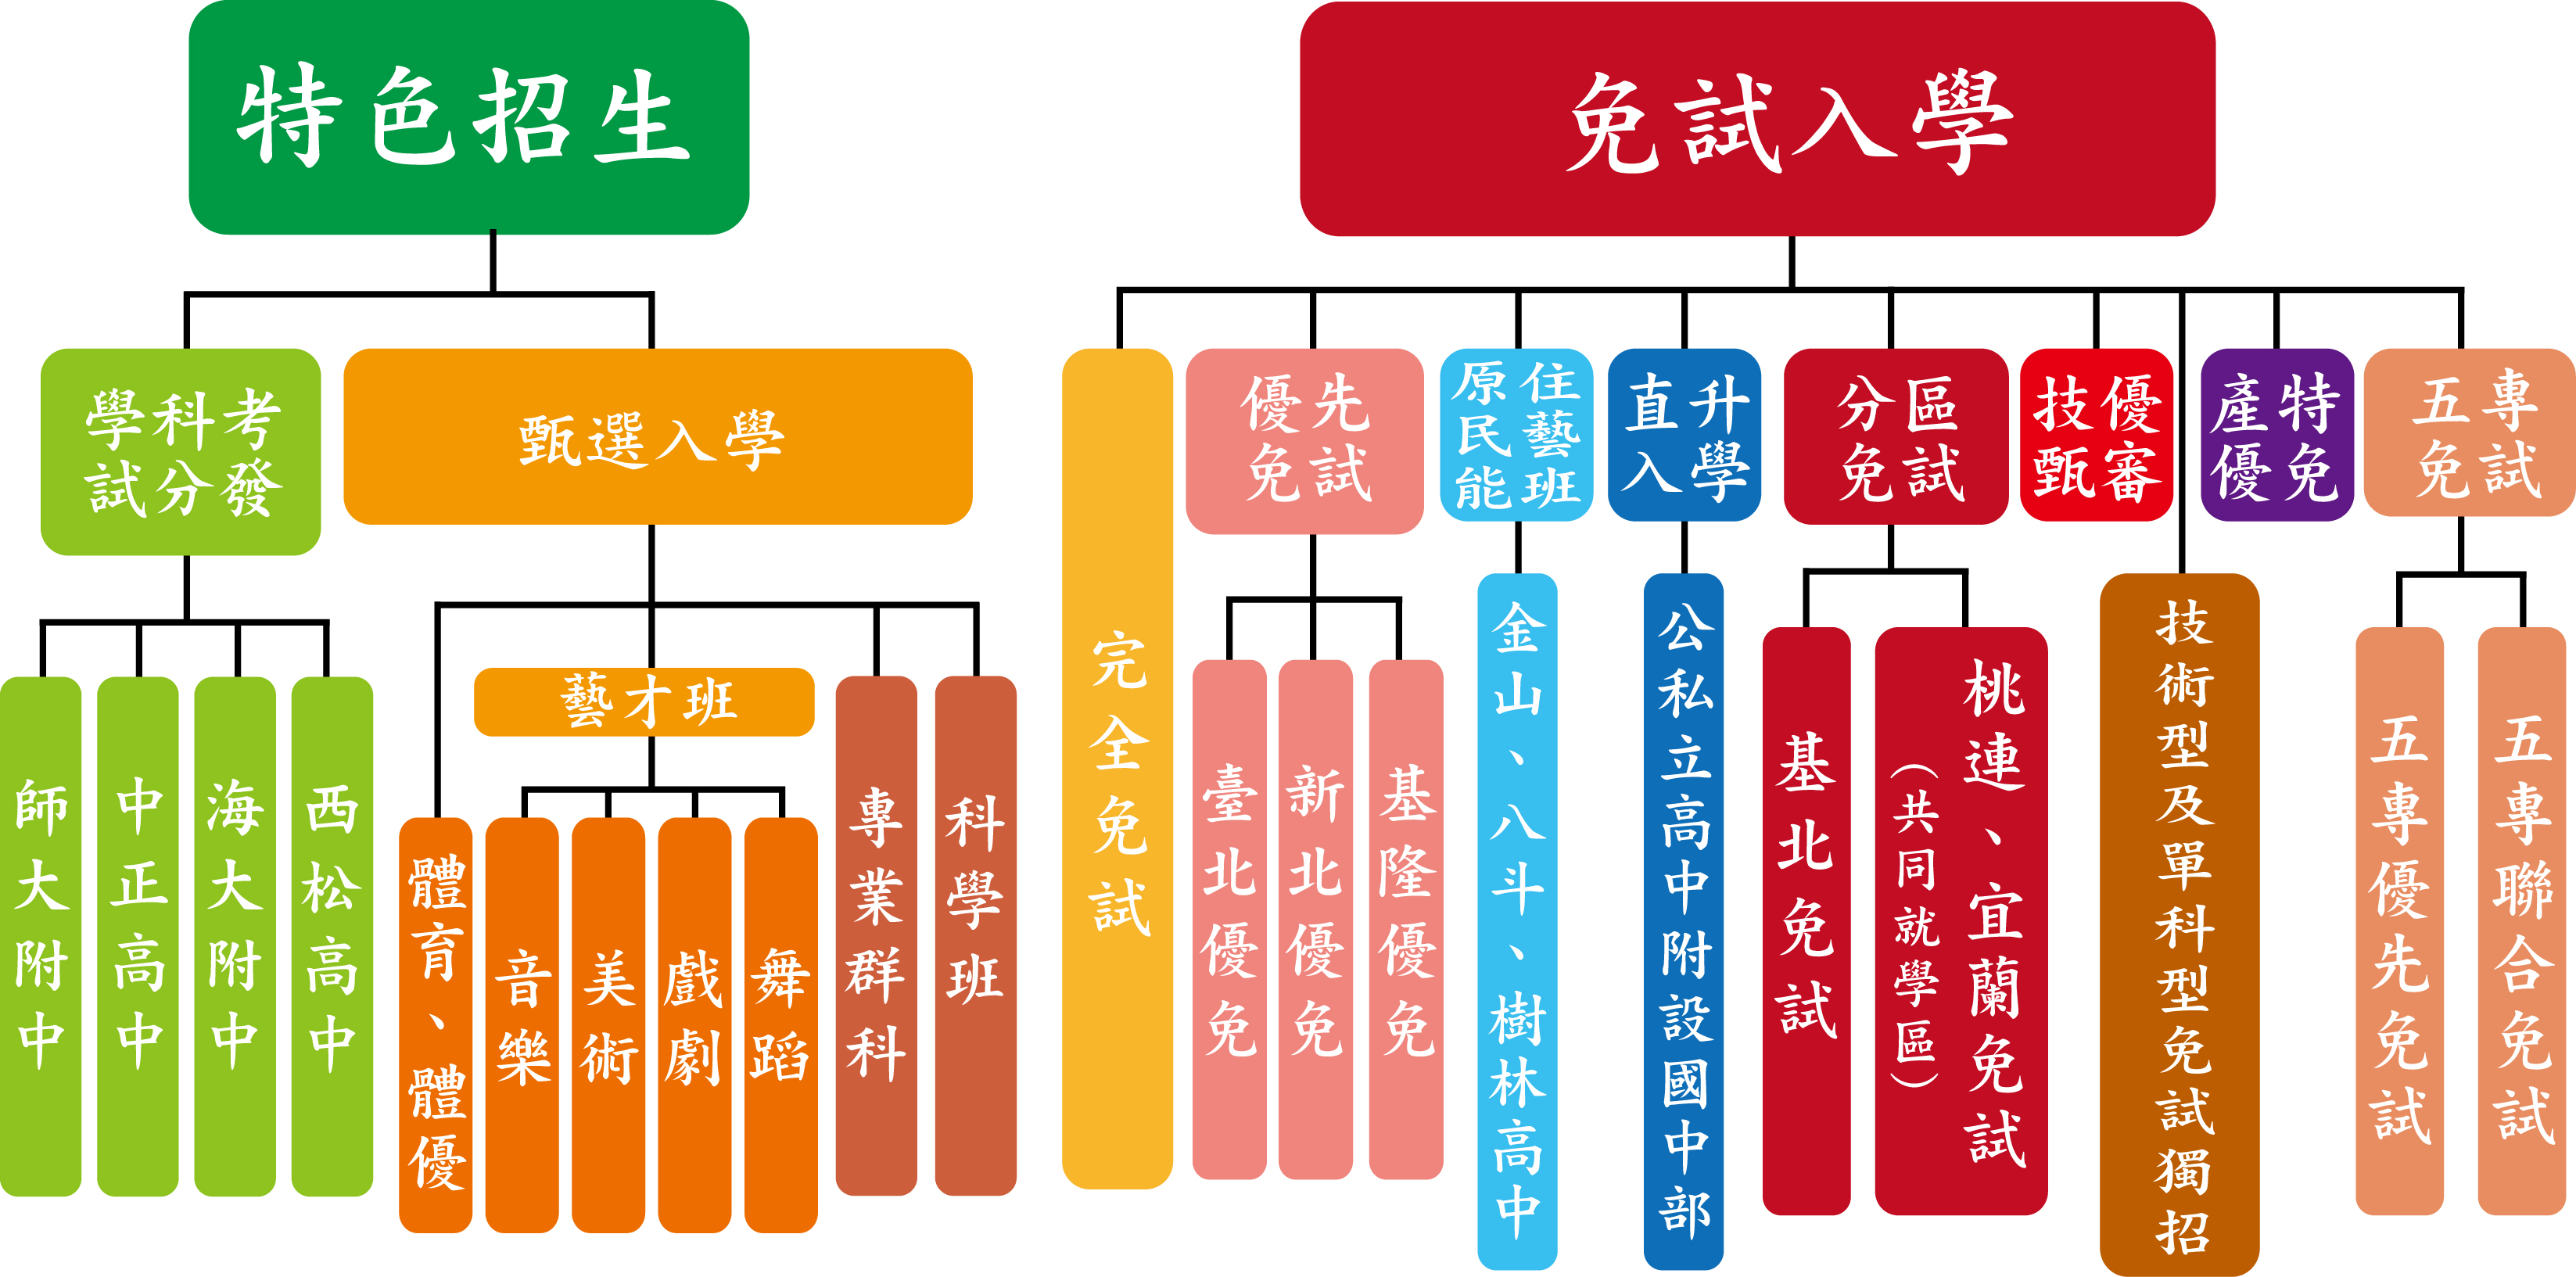 特色招生
免試入學
學科考
試分發
甄選入學
師大附中
中正高中
海大附中
西松高中
體育、體優
藝才班
音樂
美術
戲劇
舞蹈
專業群科
科學班
完全免試
優先
免試
臺北優免
新北優免
基隆優免
原住
民藝
能班
金山、八斗、樹林高中
直升
入學
公私立高中附設國中部
分區
免試
基北免試
桃連、宜蘭免試
（共同就學區）
技優
甄審
技術型及單科型免試獨招
產特
優免
五專
免試
五專優先免試
五專聯合免試